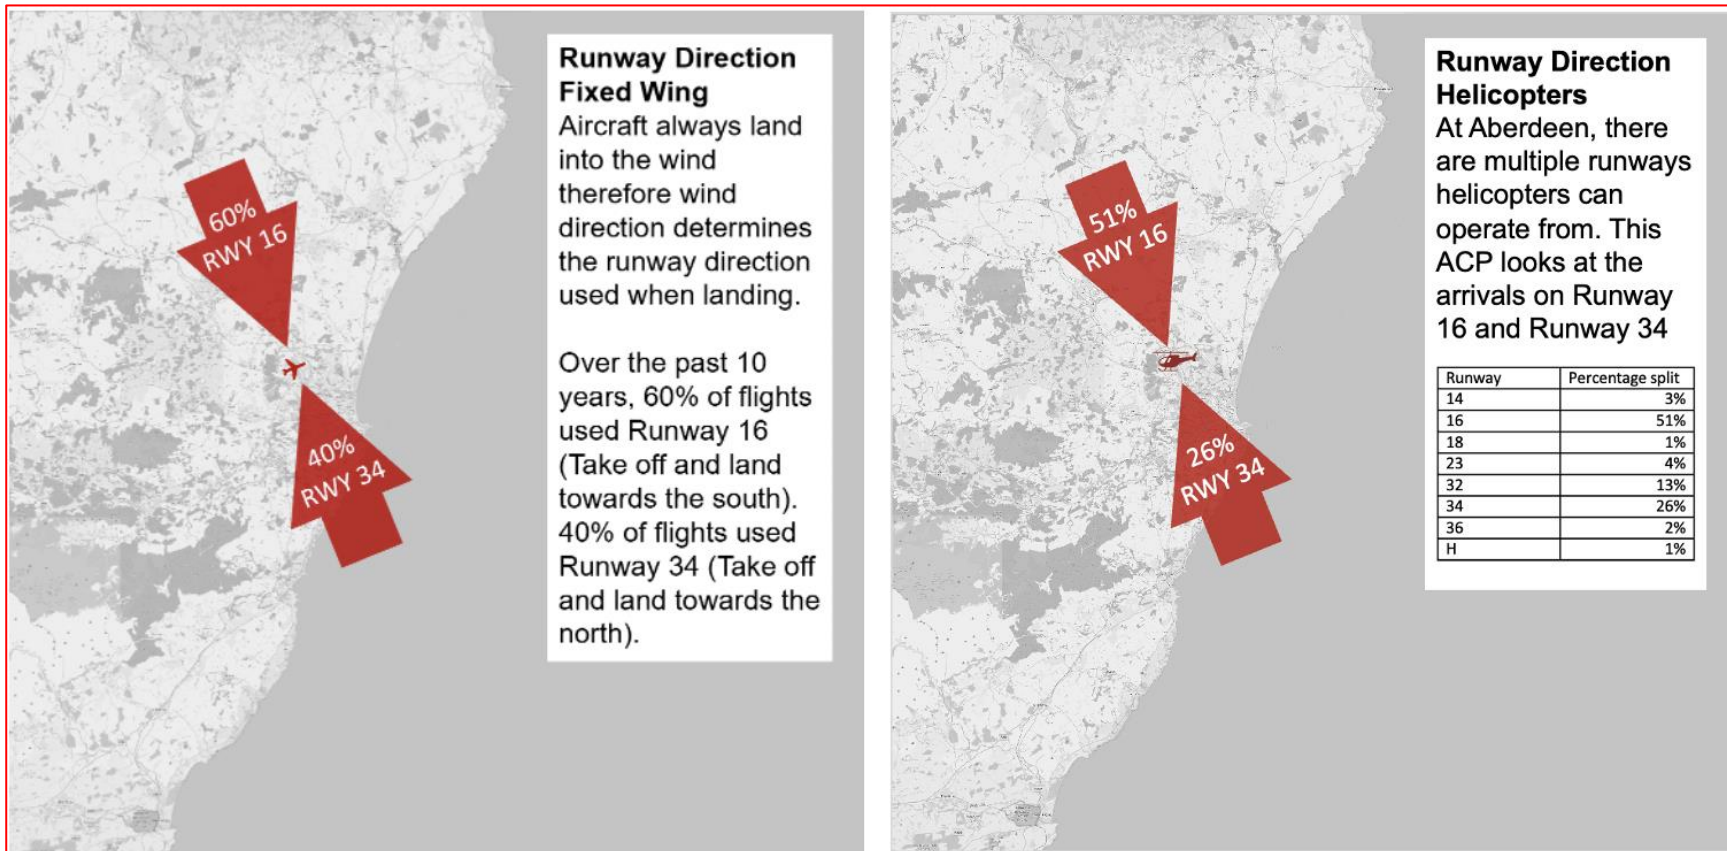 Runway Direction
Fixed Wing
Aircraft always land
into the wind
therefore wind
direction determines
the runway direction
used when landing.
Over the past 10
years, 60% of flights
used Runway 16
(Take off and land
towards the south).
40% of flights used
Runway 34 (Take off
and land towards the
north).
60%
RWY 16
40%
RWY 34
Runway Direction
Helicopters
At Aberdeen, there
are multiple runways
helicopters can
operate from. This
ACP looks at the
arrivals on Runway
16 and Runway 34
Runway Percentage split
14 3%
16 51%
18 1%
23 4%
32 13%
34 26%
36 2%
H 1%
51%
RWY 16
26%
RWY 34